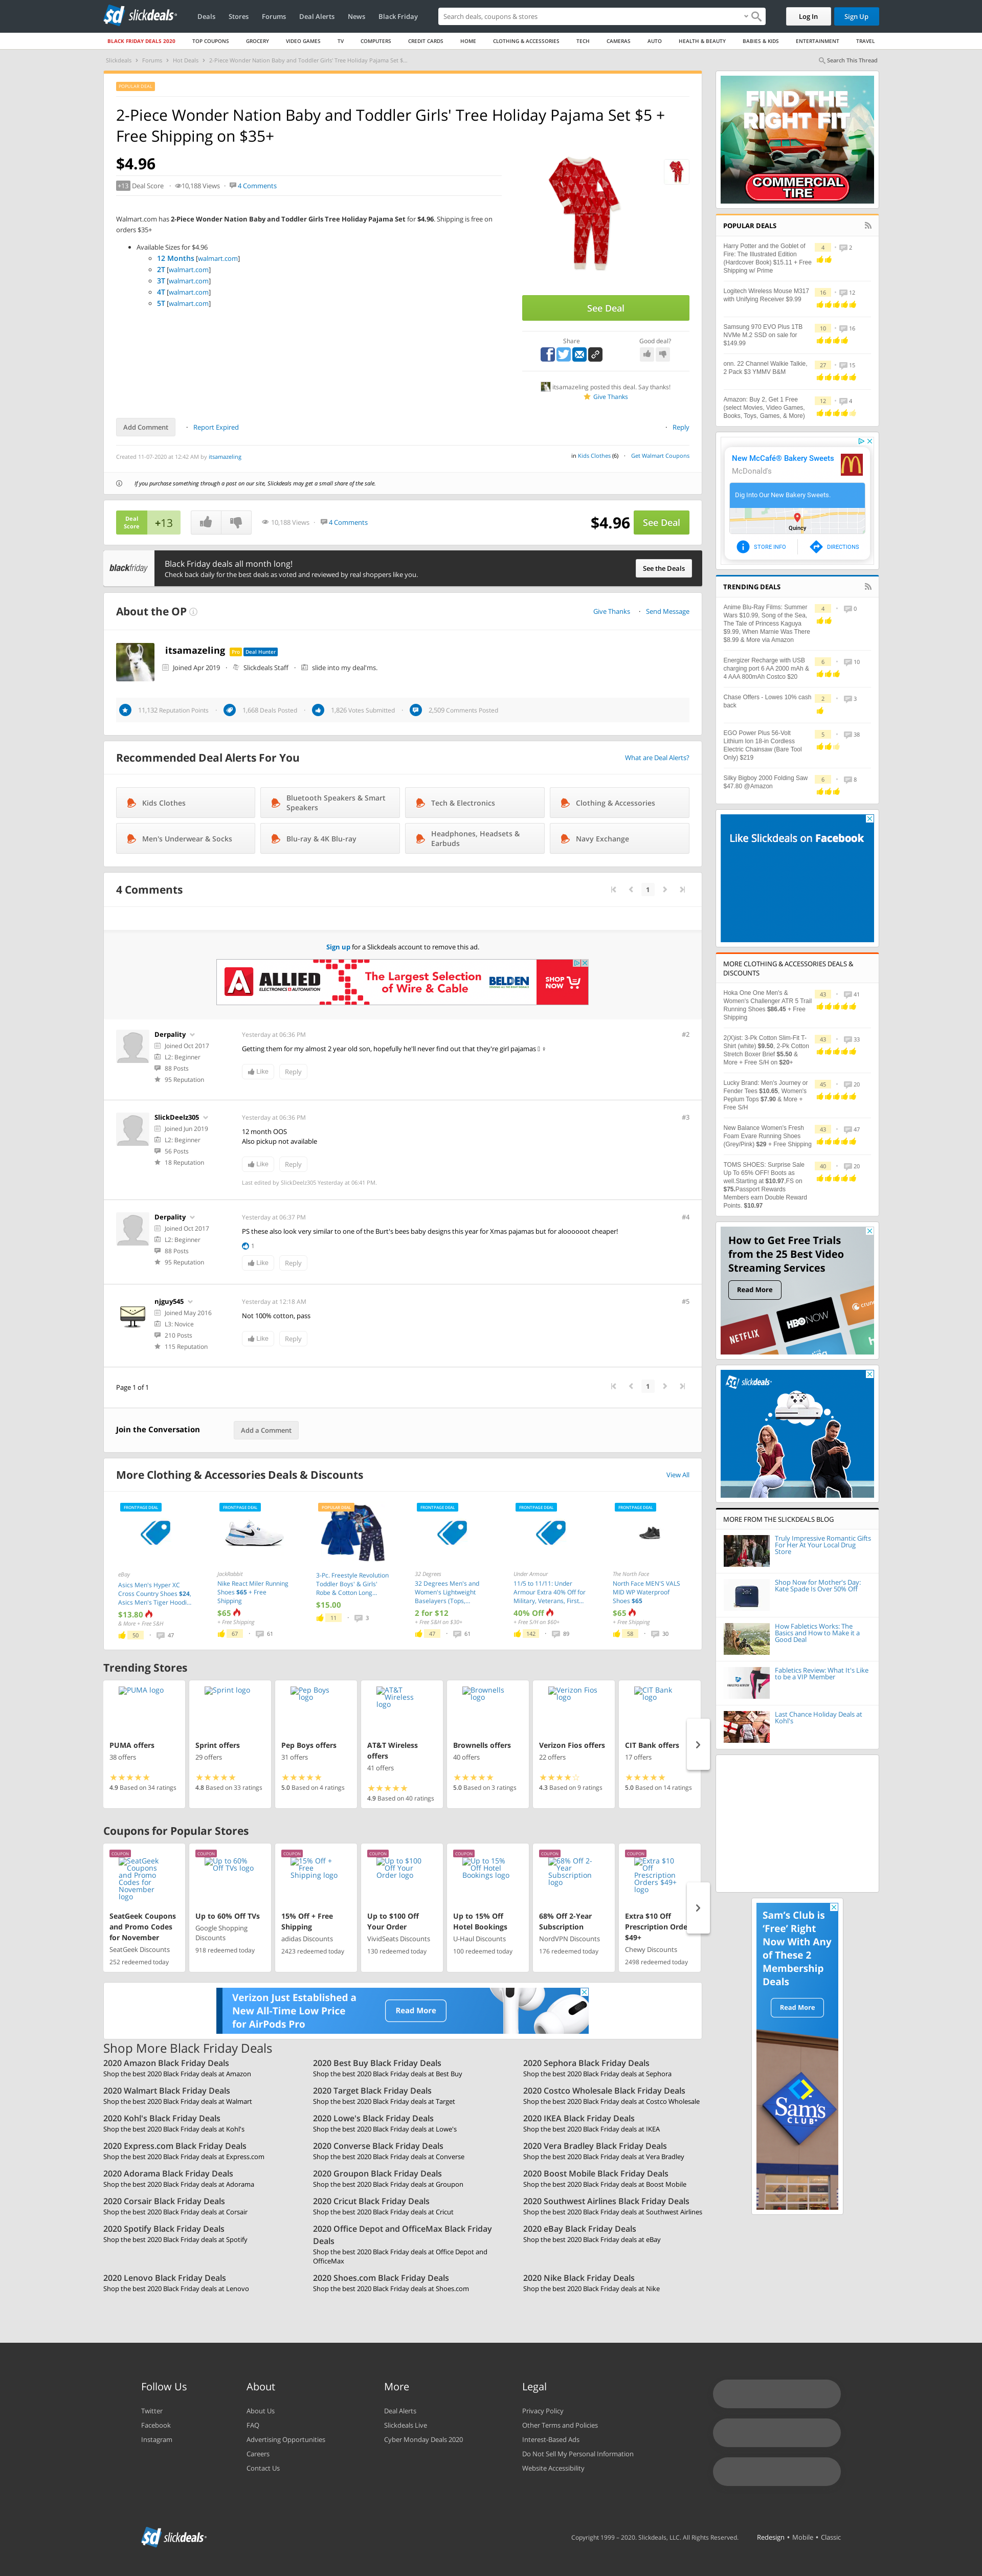 slickdeals
Deals Stores Forums Deal Alerts News Black Friday
Search deals, coupons & stores
Log In Sign Up
BLACK FRIDAY DEALS 2020 TOP COUPONS GROCERY VIDEO GAMES TV COMPUTERS CREDIT CARDS HOME CLOTHING & ACCESSORIES TECH CAMERAS AUTO HEALTH & BEAUTY BABIES & KIDS ENTERTAINMENT TRAVEL
Slickdeals Forums Hot Deals 2-Piece Wonder Nation Baby and Toddler Girls' Tree Holiday Pajama Set $...
Search This Thread
POPULAR DEAL
2-Piece Wonder Nation Baby and Toddler Girls' Tree Holiday Pajama Set $5 +
Free Shipping on $35+
$4.96
+13 Deal Score 10,188 Views 4 Comments
Walmart.com has 2-Piece Wonder Nation Baby and Toddler Girls Tree Holiday Pajama Set for $4.96. Shipping is free on
orders $35+
Available Sizes for $4.96
12 Months [walmart.com]
2T [walmart.com]
3T [walmart.com]
4T [walmart.com]
5T [walmart.com]
See Deal
Share Good deal?
itsamazeling posted this deal. Say thanks!
Give Thanks
Add Comment Report Expired Reply
Created 11-07-2020 at 12:42 AM by itsamazeling
in Kids Clothes (6) Get Walmart Coupons
If you purchase something through a post on our site, Slickdeals may get a small share of the sale.
Deal
Score
+13
10,188 Views 4 Comments
$4.96 See Deal
blackfriday
Black Friday deals all month long!
Check back daily for the best deals as voted and reviewed by real shoppers like you.
See the Deals
About the OP
Give Thanks Send Message
itsamazeling Pro Deal Hunter
Joined Apr 2019 Slickdeals Staff slide into my deal'ms.
11,132 Reputation Points 1,668 Deals Posted 1,826 Votes Submitted 2,509 Comments Posted
Recommended Deal Alerts For You
What are Deal Alerts?
Kids Clothes
Bluetooth Speakers & Smart
Speakers
Tech & Electronics
Clothing & Accessories
Men's Underwear & Socks
Blu-ray & 4K Blu-ray
Headphones, Headsets &
Earbuds
Navy Exchange
4 Comments
1
Sign up for a Slickdeals account to remove this ad.
ALLIED
ELECTRONICS & AUTOMATION
The Largest Selection
of Wire & Cable
BELDEN
SHOP
NOW
Derpality
Joined Oct 2017
L2: Beginner
88 Posts
95 Reputation
Yesterday at 06:36 PM
#2
Getting them for my almost 2 year old son, hopefully he'll never find out that they're girl pajamas
Like Reply
SlickDeelz305
Joined Jun 2019
L2: Beginner
56 Posts
18 Reputation
Yesterday at 06:36 PM
#3
12 month OOS
Also pickup not available
Like Reply
Last edited by SlickDeelz305 Yesterday at 06:41 PM.
Derpality
Joined Oct 2017
L2: Beginner
88 Posts
95 Reputation
Yesterday at 06:37 PM
#4
PS these also look very similar to one of the Burt's bees baby designs this year for Xmas pajamas but for aloooooot cheaper!
1
Like Reply
njguy545
Joined May 2016
L3: Novice
210 Posts
115 Reputation
Yesterday at 12:18 AM
#5
Not 100% cotton, pass
Like Reply
Page 1 of 1
1
Join the Conversation
Add a Comment
More Clothing & Accessories Deals & Discounts
View All
FRONTPAGE DEAL
eBay
Asics Men's Hyper XC
Cross Country Shoes $24,
Asics Men's Tiger Hoodi...
$13.80
& More + Free S&H
50 47
FRONTPAGE DEAL
JackRabbit
Nike React Miler Running
Shoes $65 + Free
Shipping
$65
+ Free Shipping
67 61
POPULAR DEAL
3-Pc. Freestyle Revolution
Toddler Boys' & Girls'
Robe & Cotton Long...
$15.00
11 3
FRONTPAGE DEAL
32 Degrees
32 Degrees Men's and
Women's Lightweight
Baselayers (Tops,...
2 for $12
+ Free S&H on $30+
47 61
FRONTPAGE DEAL
Under Armour
11/5 to 11/11: Under
Armour Extra 40% Off for
Military, Veterans, First...
40% Off
+ Free S/H on $60+
142 89
FRONTPAGE DEAL
The North Face
North Face MEN'S VALS
MID WP Waterproof
Shoes $65
$65
+ Free Shipping
58 30
Trending Stores
PUMA logo
PUMA offers
38 offers
4.9 Based on 34 ratings
Sprint logo
Sprint offers
29 offers
4.8 Based on 33 ratings
Pep Boys
logo
Pep Boys offers
31 offers
5.0 Based on 4 ratings
AT&T
Wireless
logo
AT&T Wireless
offers
41 offers
4.9 Based on 40 ratings
Brownells
logo
Brownells offers
40 offers
5.0 Based on 3 ratings
Verizon Fios
logo
Verizon Fios offers
22 offers
4.3 Based on 9 ratings
CIT Bank
logo
CIT Bank offers
17 offers
5.0 Based on 14 ratings
Coupons for Popular Stores
COUPON
SeatGeek
Coupons
and Promo
Codes for
November
logo
SeatGeek Coupons
and Promo Codes
for November
SeatGeek Discounts
252 redeemed today
COUPON
Up to 60%
Off TVs logo
Up to 60% Off TVs
Google Shopping
Discounts
918 redeemed today
COUPON
15% Off +
Free
Shipping logo
15% Off + Free
Shipping
adidas Discounts
2423 redeemed today
COUPON
Up to $100
Off Your
Order logo
Up to $100 Off
Your Order
VividSeats Discounts
130 redeemed today
COUPON
Up to 15%
Off Hotel
Bookings logo
Up to 15% Off
Hotel Bookings
U-Haul Discounts
100 redeemed today
COUPON
68% Off 2-
Year
Subscription
logo
68% Off 2-Year
Subscription
NordVPN Discounts
176 redeemed today
COUPON
Extra $10
Off
Prescription
Orders $49+
logo
Extra $10 Off
Prescription Orde
$49+
Chewy Discounts
2498 redeemed today
Verizon Just Established a
New All-Time Low Price
for AirPods Pro
Read More
Shop More Black Friday Deals
2020 Amazon Black Friday Deals
Shop the best 2020 Black Friday deals at Amazon
2020 Best Buy Black Friday Deals
Shop the best 2020 Black Friday deals at Best Buy
2020 Sephora Black Friday Deals
Shop the best 2020 Black Friday deals at Sephora
2020 Walmart Black Friday Deals
Shop the best 2020 Black Friday deals at Walmart
2020 Target Black Friday Deals
Shop the best 2020 Black Friday deals at Target
2020 Costco Wholesale Black Friday Deals
Shop the best 2020 Black Friday deals at Costco Wholesale
2020 Kohl's Black Friday Deals
Shop the best 2020 Black Friday deals at Kohl's
2020 Lowe's Black Friday Deals
Shop the best 2020 Black Friday deals at Lowe's
2020 IKEA Black Friday Deals
Shop the best 2020 Black Friday deals at IKEA
2020 Express.com Black Friday Deals
Shop the best 2020 Black Friday deals at Express.com
2020 Converse Black Friday Deals
Shop the best 2020 Black Friday deals at Converse
2020 Vera Bradley Black Friday Deals
Shop the best 2020 Black Friday deals at Vera Bradley
2020 Adorama Black Friday Deals
Shop the best 2020 Black Friday deals at Adorama
2020 Groupon Black Friday Deals
Shop the best 2020 Black Friday deals at Groupon
2020 Boost Mobile Black Friday Deals
Shop the best 2020 Black Friday deals at Boost Mobile
2020 Corsair Black Friday Deals
Shop the best 2020 Black Friday deals at Corsair
2020 Cricut Black Friday Deals
Shop the best 2020 Black Friday deals at Cricut
2020 Southwest Airlines Black Friday Deals
Shop the best 2020 Black Friday deals at Southwest Airlines
2020 Spotify Black Friday Deals
Shop the best 2020 Black Friday deals at Spotify
2020 Office Depot and OfficeMax Black Friday
Deals
Shop the best 2020 Black Friday deals at Office Depot and
OfficeMax
2020 eBay Black Friday Deals
Shop the best 2020 Black Friday deals at eBay
2020 Lenovo Black Friday Deals
Shop the best 2020 Black Friday deals at Lenovo
2020 Shoes.com Black Friday Deals
Shop the best 2020 Black Friday deals at Shoes.com
2020 Nike Black Friday Deals
Shop the best 2020 Black Friday deals at Nike
FIND THE
RIGHT FIT
COMMERCIAL
TIRE
POPULAR DEALS
Harry Potter and the Goblet of
Fire: The Illustrated Edition
(Hardcover Book) $15.11 + Free
Shipping w/ Prime
4 2
Logitech Wireless Mouse M317
with Unifying Receiver $9.99
16 12
Samsung 970 EVO Plus 1TB
NVMe M.2 SSD on sale for
$149.99
10 16
onn. 22 Channel Walkie Talkie,
2 Pack $3 YMMV B&M
27 15
Amazon: Buy 2, Get 1 Free
(select Movies, Video Games,
Books, Toys, Games, & More)
12 4
New McCafé® Bakery Sweets
McDonald's
Dig Into Our New Bakery Sweets.
Quincy
STORE INFO DIRECTIONS
TRENDING DEALS
Anime Blu-Ray Films: Summer
Wars $10.99, Song of the Sea,
The Tale of Princess Kaguya
$9.99, When Marnie Was There
$8.99 & More via Amazon
4 0
Energizer Recharge with USB
charging port 6 AA 2000 mAh &
4 AAA 800mAh Costco $20
6 10
Chase Offers - Lowes 10% cash
back
2 3
EGO Power Plus 56-Volt
Lithium Ion 18-in Cordless
Electric Chainsaw (Bare Tool
Only) $219
5 38
Silky Bigboy 2000 Folding Saw
$47.80 @Amazon
6 8
Like Slickdeals on Facebook
MORE CLOTHING & ACCESSORIES DEALS &
DISCOUNTS
Hoka One One Men's &
Women's Challenger ATR 5 Trail
Running Shoes $86.45 + Free
Shipping
43 41
2(X)ist: 3-Pk Cotton Slim-Fit T-
Shirt (white) $9.50, 2-Pk Cotton
Stretch Boxer Brief $5.50 &
More + Free S/H on $20+
43 33
Lucky Brand: Men's Journey or
Fender Tees $10.65, Women's
Peplum Tops $7.90 & More +
Free S/H
45 20
New Balance Women's Fresh
Foam Evare Running Shoes
(Grey/Pink) $29 + Free Shipping
43 47
TOMS SHOES: Surprise Sale
Up To 65% OFF! Boots as
well.Starting at $10.97,FS on
$75.Passport Rewards
Members earn Double Reward
Points. $10.97
40 20
How to Get Free Trials
from the 25 Best Video
Streaming Services
Read More
NETFLIX
HBO NOW
slickdeals
MORE FROM THE SLICKDEALS BLOG
Truly Impressive Romantic Gifts
For Her At Your Local Drug
Store
Shop Now for Mother's Day:
Kate Spade Is Over 50% Off
How Fabletics Works: The
Basics and How to Make it a
Good Deal
Fabletics Review: What It's Like
to be a VIP Member
Last Chance Holiday Deals at
Kohl's
Sam's Club is
'Free' Right
Now With Any
of These 2
Membership
Deals
Read More
Sam's
CLUB
Follow Us
Twitter
Facebook
Instagram
About
About Us
FAQ
Advertising Opportunities
Careers
Contact Us
More
Deal Alerts
Slickdeals Live
Cyber Monday Deals 2020
Legal
Privacy Policy
Other Terms and Policies
Interest-Based Ads
Do Not Sell My Personal Information
Website Accessibility
slickdeals
Copyright 1999 – 2020. Slickdeals, LLC. All Rights Reserved. Redesign • Mobile • Classic